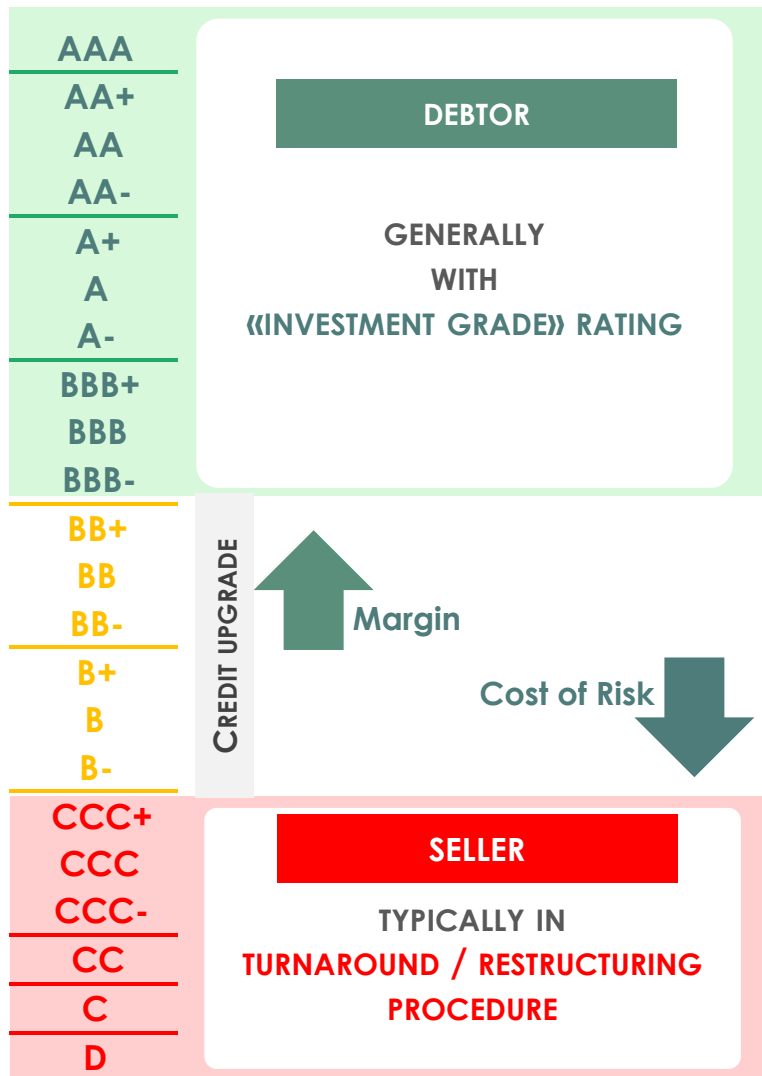 AAA
AA+
AA
AA-
A+
A
A-
BBB+
BBB
BBB-
BB+
BB
BB-
B+
B
B-
CCC+
CCC
CCC-
CC
C
D
DEBTOR
GENERALLY
WITH
«INVESTMENT GRADE» RATING
CREDIT UPGRADE
Margin
Cost of Risk
SELLER
TYPICALLY IN
TURNAROUND / RESTRUCTURING
PROCEDURE